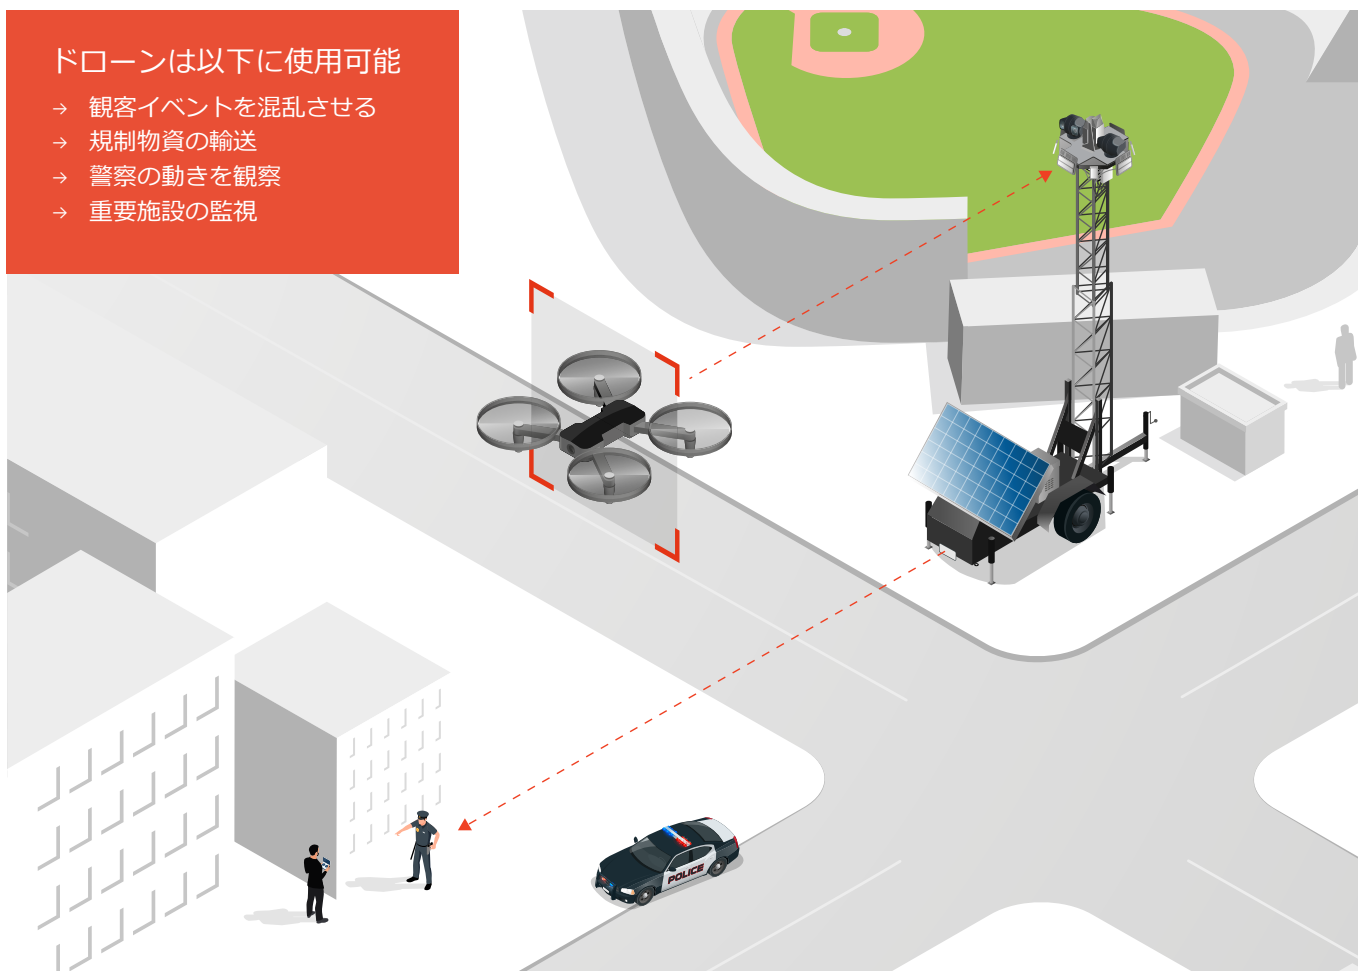 ドローンは以下に使用可能
→ 観客イベントを混乱させる
→ 規制物資の輸送
→ 警察の動きを観察
→ 重要施設の監視
POLICE